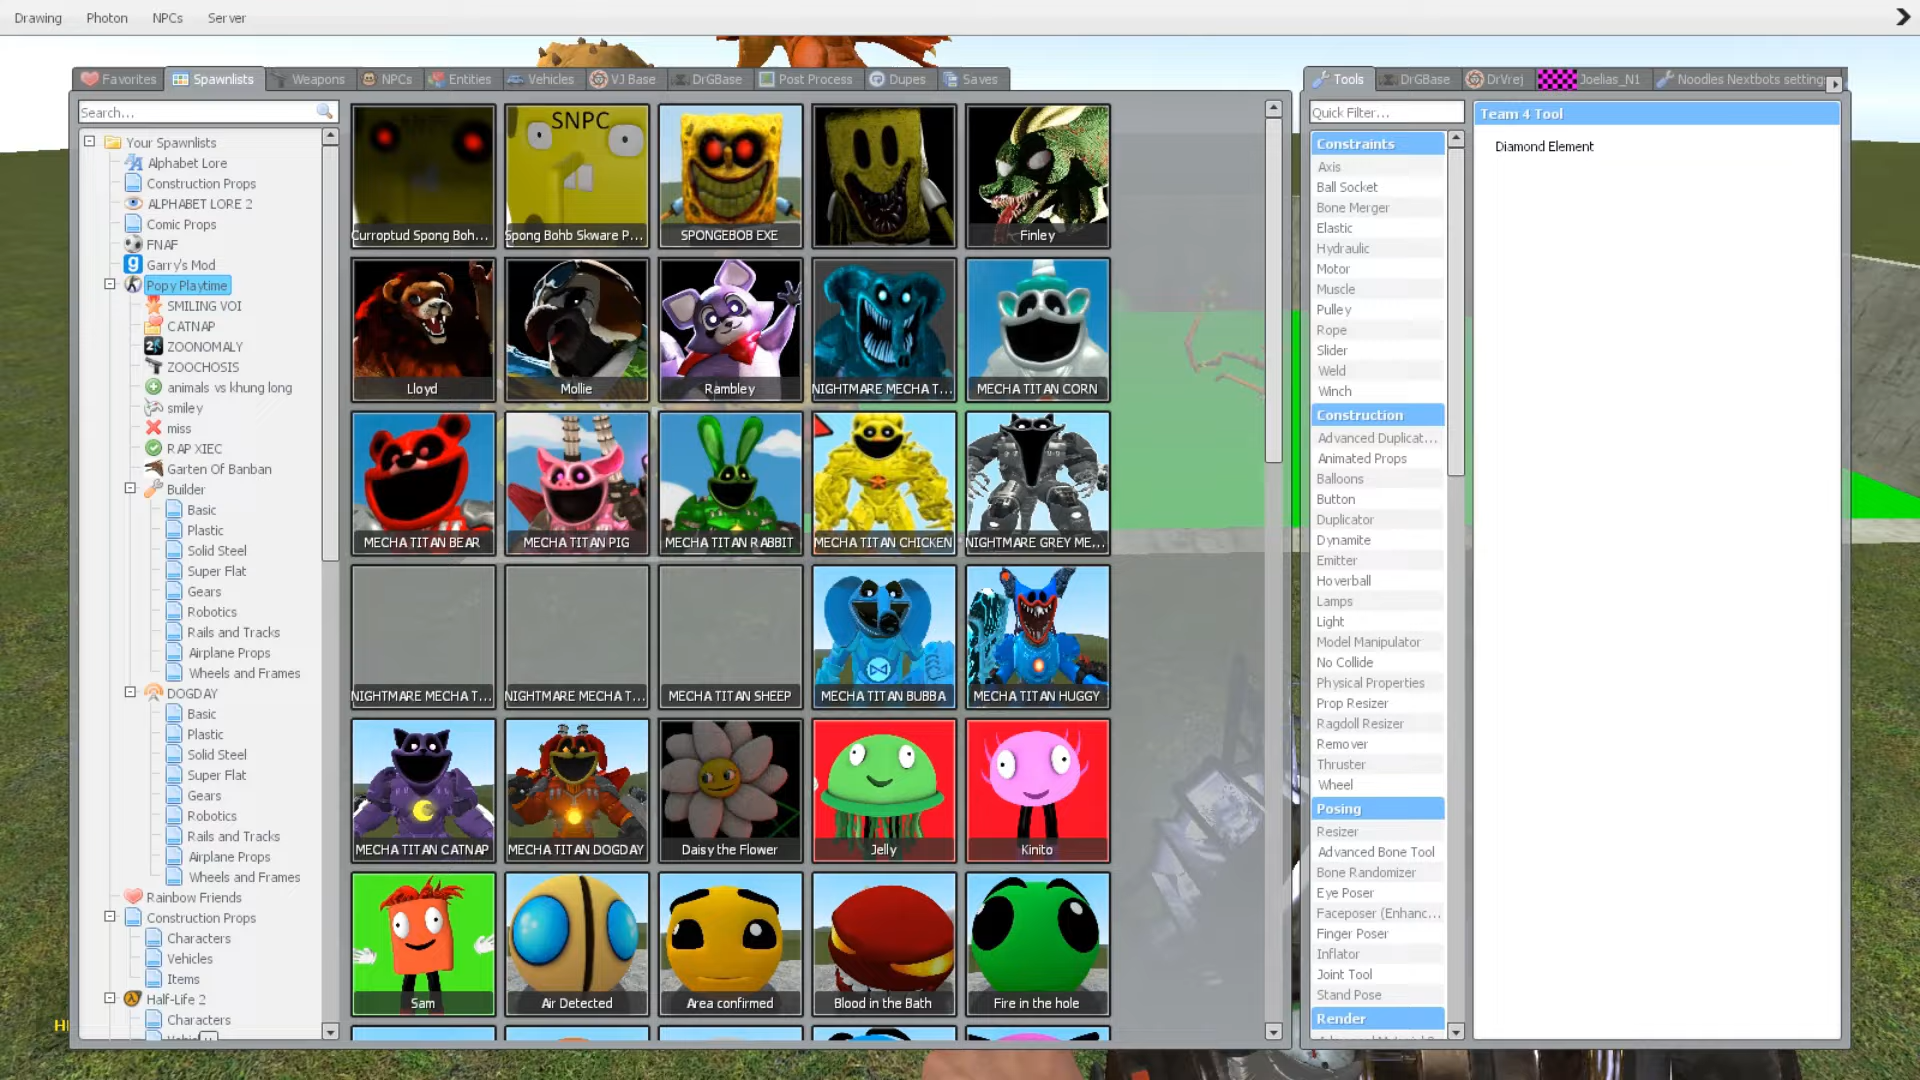 Drawing Photon NPCs Server
Favorites Spawnlists Weapons NPCs Entities Vehicles VJ Base DrGBase Post Process Dupes Saves
Search...
Your Spawnlists
Alphabet Lore
Construction Props
ALPHABET LORE 2
Comic Props
FNAF
Garry's Mod
Popy Playtime
SMILING VOI
CATNAP
ZOONOMALY
ZOOCHOSIS
animals vs khung long
smiley
miss
RAP XIEC
Garten Of Banban
Builder
Basic
Plastic
Solid Steel
Super Flat
Gears
Robotics
Rails and Tracks
Airplane Props
Wheels and Frames
DOGDAY
Basic
Plastic
Solid Steel
Super Flat
Gears
Robotics
Rails and Tracks
Airplane Props
Wheels and Frames
Rainbow Friends
Construction Props
Characters
Vehicles
Items
Half-Life 2
Characters
SNPC
Curroptud Spong Boh... Spong Bohb Skware P... SPONGEBOB EXE Finley
Lloyd Mollie Rambley NIGHTMARE MECHA T... MECHA TITAN CORN
MECHA TITAN BEAR MECHA TITAN PIG MECHA TITAN RABBIT MECHA TITAN CHICKEN NIGHTMARE GREY ME...
NIGHTMARE MECHA T... NIGHTMARE MECHA T... MECHA TITAN SHEEP MECHA TITAN BUBBA MECHA TITAN HUGGY
MECHA TITAN CATNAP MECHA TITAN DOGDAY Daisy the Flower Jelly Kinito
Sam Air Detected Area confirmed Blood in the Bath Fire in the hole
Tools DrGBase DrVrej Joelias_N1 Noodles Nextbots setting
Quick Filter...
Constraints
Axis
Ball Socket
Bone Merger
Elastic
Hydraulic
Motor
Muscle
Pulley
Rope
Slider
Weld
Winch
Construction
Advanced Duplicat...
Animated Props
Balloons
Button
Duplicator
Dynamite
Emitter
Hoverball
Lamps
Light
Model Manipulator
No Collide
Physical Properties
Prop Resizer
Ragdoll Resizer
Remover
Thruster
Wheel
Posing
Resizer
Advanced Bone Tool
Bone Randomizer
Eye Poser
Faceposer (Enhanc...
Finger Poser
Inflator
Joint Tool
Stand Pose
Render
Team 4 Tool
Diamond Element